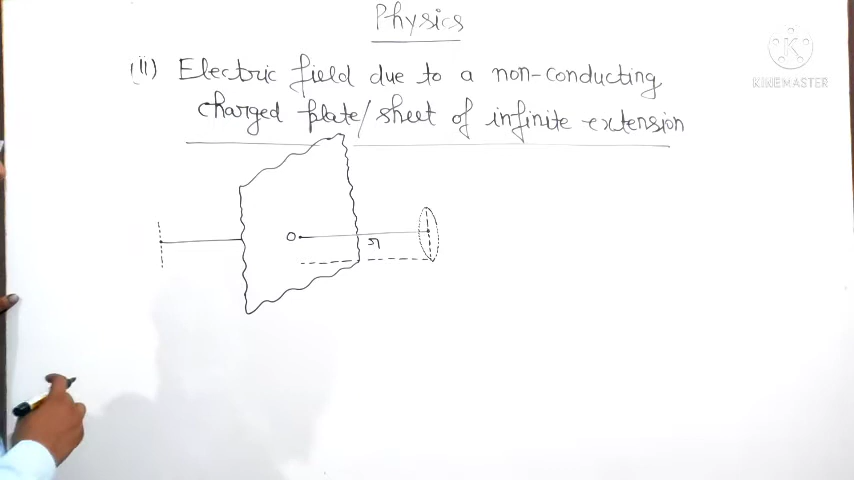 Physics
(ii) Electric field due to a non-conducting
charged plate/sheet of infinite extension
O
r
K
KINEMASTER